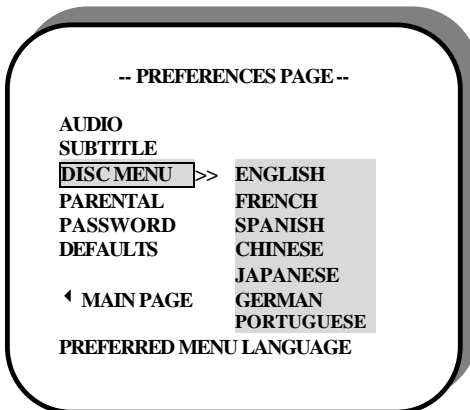 -- PREFERENCES PAGE --
AUDIO
SUBTITLE
DISC MENU >> ENGLISH
PARENTAL FRENCH
PASSWORD SPANISH
DEFAULTS CHINESE
JAPANESE
MAIN PAGE GERMAN
PORTUGUESE
PREFERRED MENU LANGUAGE